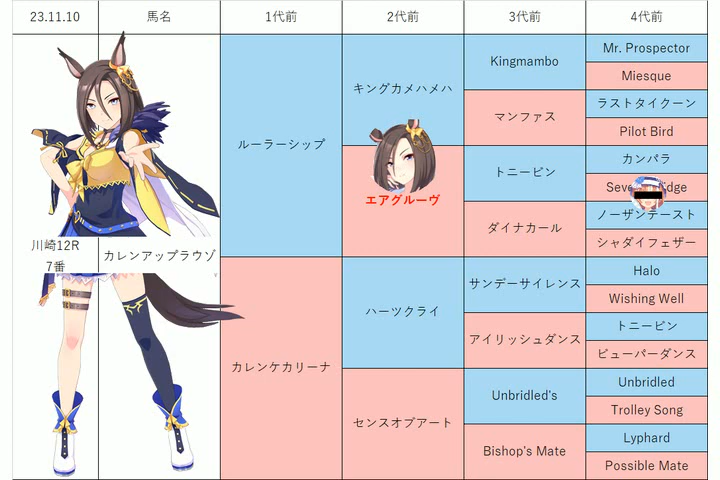 23.11.10 馬名 1代前 2代前 3代前 4代前
川崎12R
7番
カレンアップラウゾ
ルーラーシップ
カレンケカリーナ
キングカメハメハ
エアグルーヴ
ハーツクライ
センスオブアート
Kingmambo
マンファス
トニービン
ダイナカール
サンデーサイレンス
アイリッシュダンス
Unbridled's
Bishop's Mate
Mr. Prospector
Miesque
ラストタイクーン
Pilot Bird
カンパラ
ノーザンテースト
シャダイフェザー
Halo
Wishing Well
トニービン
ビューパーダンス
Unbridled
Trolley Song
Lyphard
Possible Mate